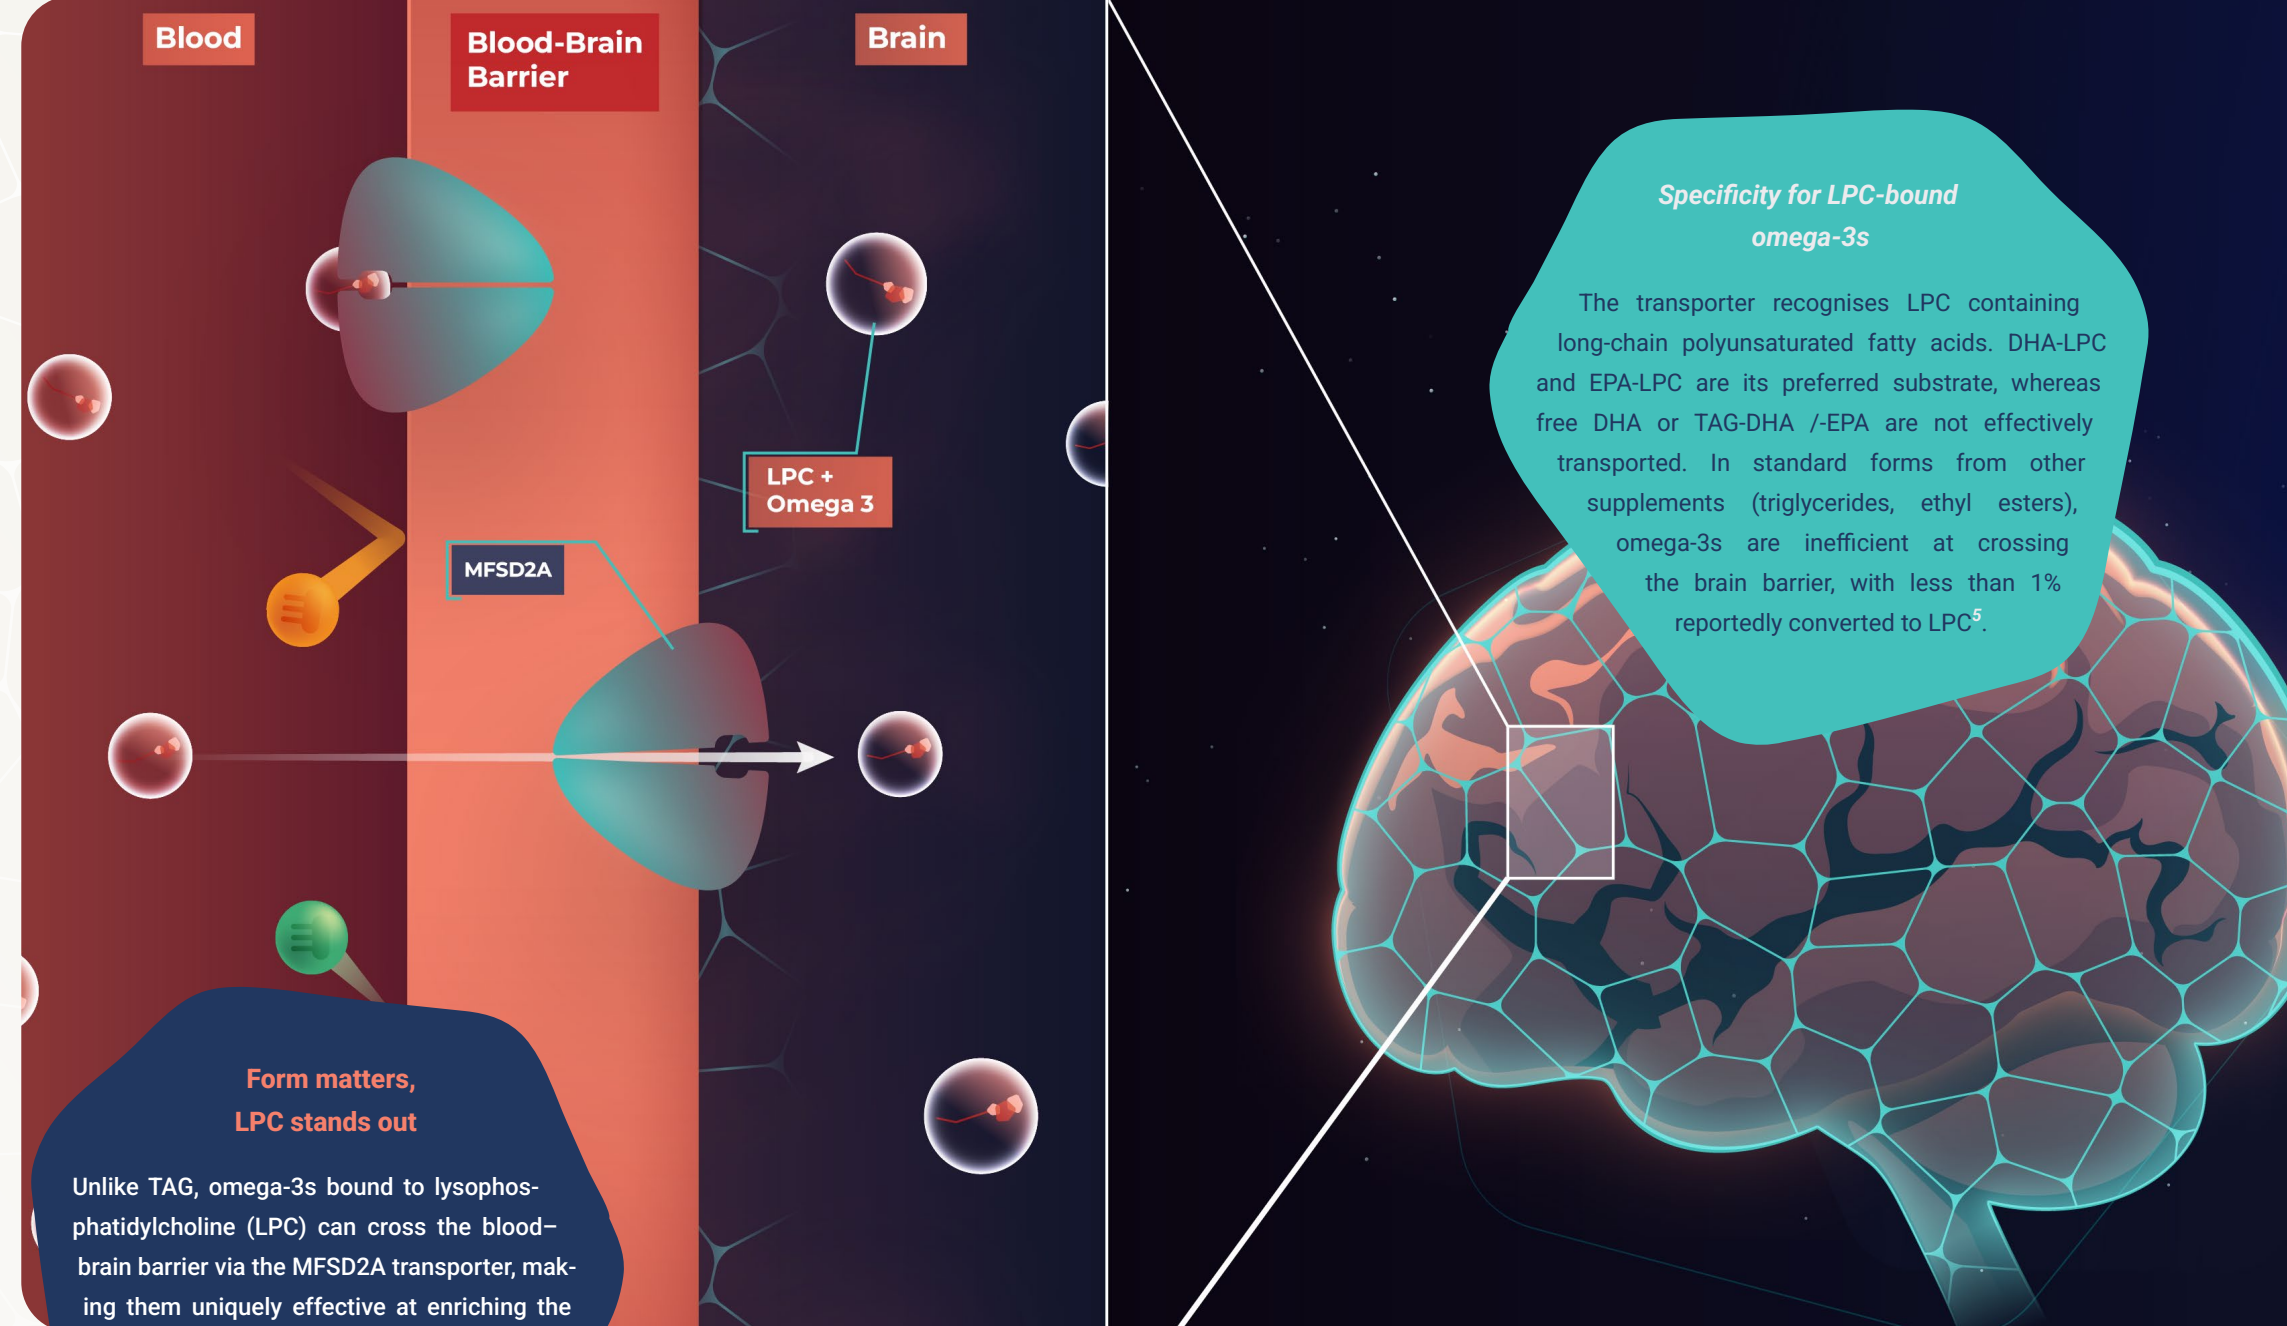 Blood
Blood-Brain
Barrier
Brain
LPC +
Omega 3
MFSD2A
Form matters,
LPC stands out
Unlike TAG, omega-3s bound to lysophos-
phatidylcholine (LPC) can cross the blood–
brain barrier via the MFSD2A transporter, mak-
ing them uniquely effective at enriching the
Specificity for LPC-bound
omega-3s
The transporter recognises LPC containing
long-chain polyunsaturated fatty acids. DHA-LPC
and EPA-LPC are its preferred substrate, whereas
free DHA or TAG-DHA /-EPA are not effectively
transported. In standard forms from other
supplements (triglycerides, ethyl esters),
omega-3s are inefficient at crossing
the brain barrier, with less than 1%
reportedly converted to LPC5.